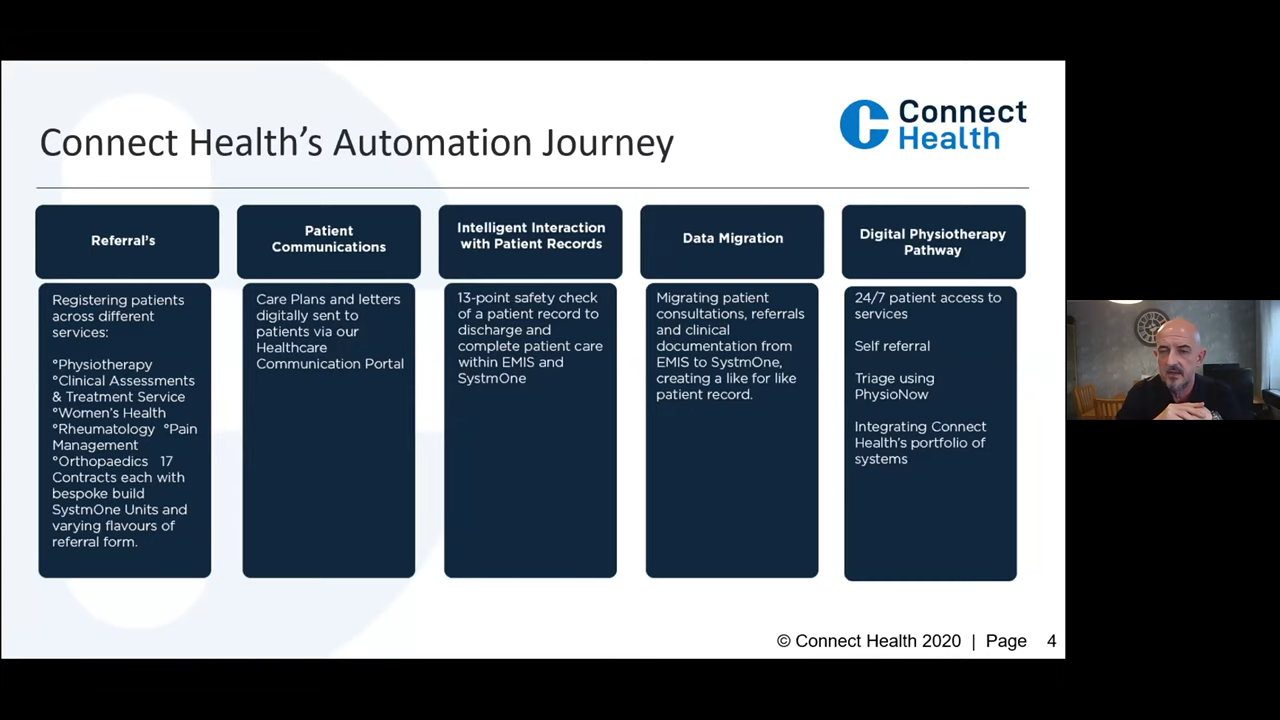 Connect Health's Automation Journey
Connect
Health
Referral's
Patient
Communications
Intelligent Interaction
with Patient Records
Data Migration
Digital Physiotherapy
Pathway
Registering patients
across different
services:
°Physiotherapy
°Clinical Assessments
& Treatment Service
°Women's Health
°Rheumatology °Pain
Management
°Orthopaedics 17
Contracts each with
bespoke build
SystmOne Units and
varying flavours of
referral form.
Care Plans and letters
digitally sent to
patients via our
Healthcare
Communication Portal
13-point safety check
of a patient record to
discharge and
complete patient care
within EMIS and
SystmOne
Migrating patient
consultations, referrals
and clinical
documentation from
EMIS to SystmOne,
creating a like for like
patient record.
24/7 patient access to
services
Self referral
Triage using
PhysioNow
Integrating Connect
Health's portfolio of
systems
© Connect Health 2020 | Page 4